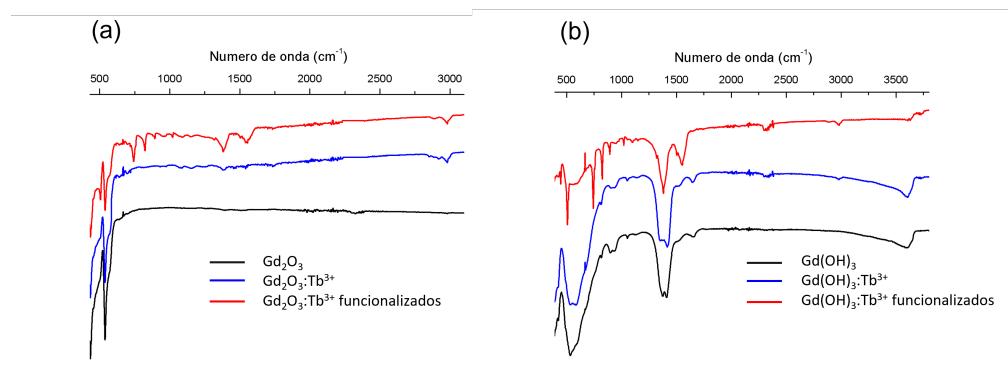 (a)
Numero de onda (cm⁻¹)
500 1000 1500 2000 2500 3000
Gd₂O₃
Gd₂O₃:Tb³⁺
Gd₂O₃:Tb³⁺ funcionalizados
(b)
Numero de onda (cm⁻¹)
500 1000 1500 2000 2500 3000 3500
Gd(OH)₃
Gd(OH)₃:Tb³⁺
Gd(OH)₃:Tb³⁺ funcionalizados